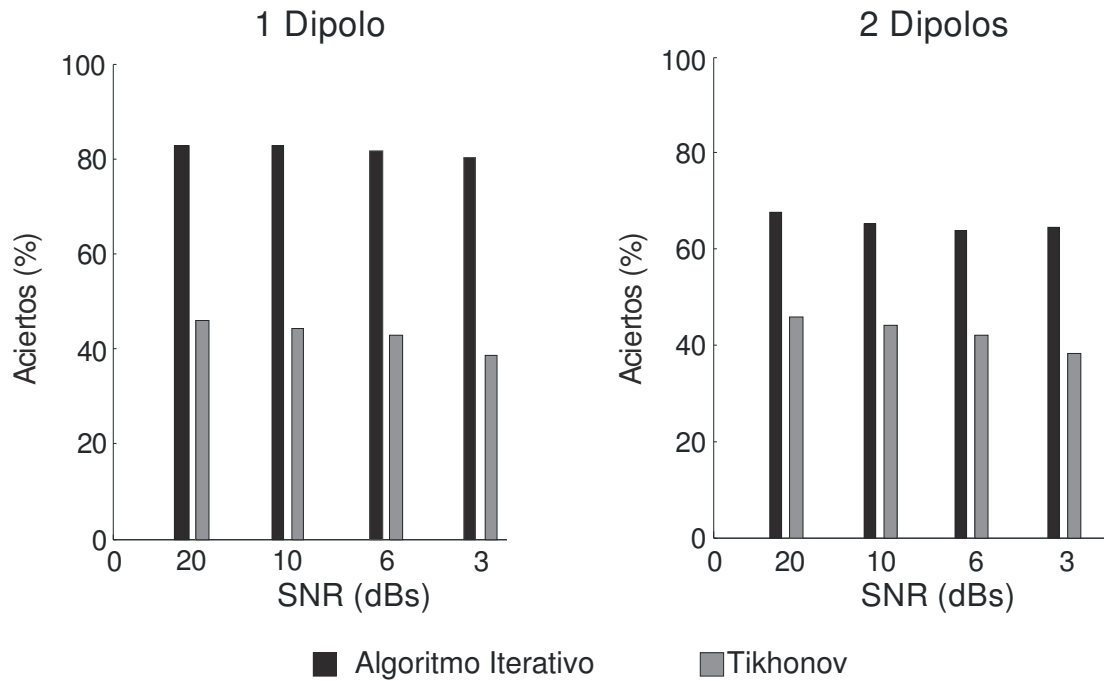 1 Dipolo
100
80
60
40
20
0
Aciertos (%)
0 20 10 6 3
SNR (dBs)
2 Dipolos
100
80
60
40
20
0
Aciertos (%)
0 20 10 6 3
SNR (dBs)
Algoritmo Iterativo
Tikhonov